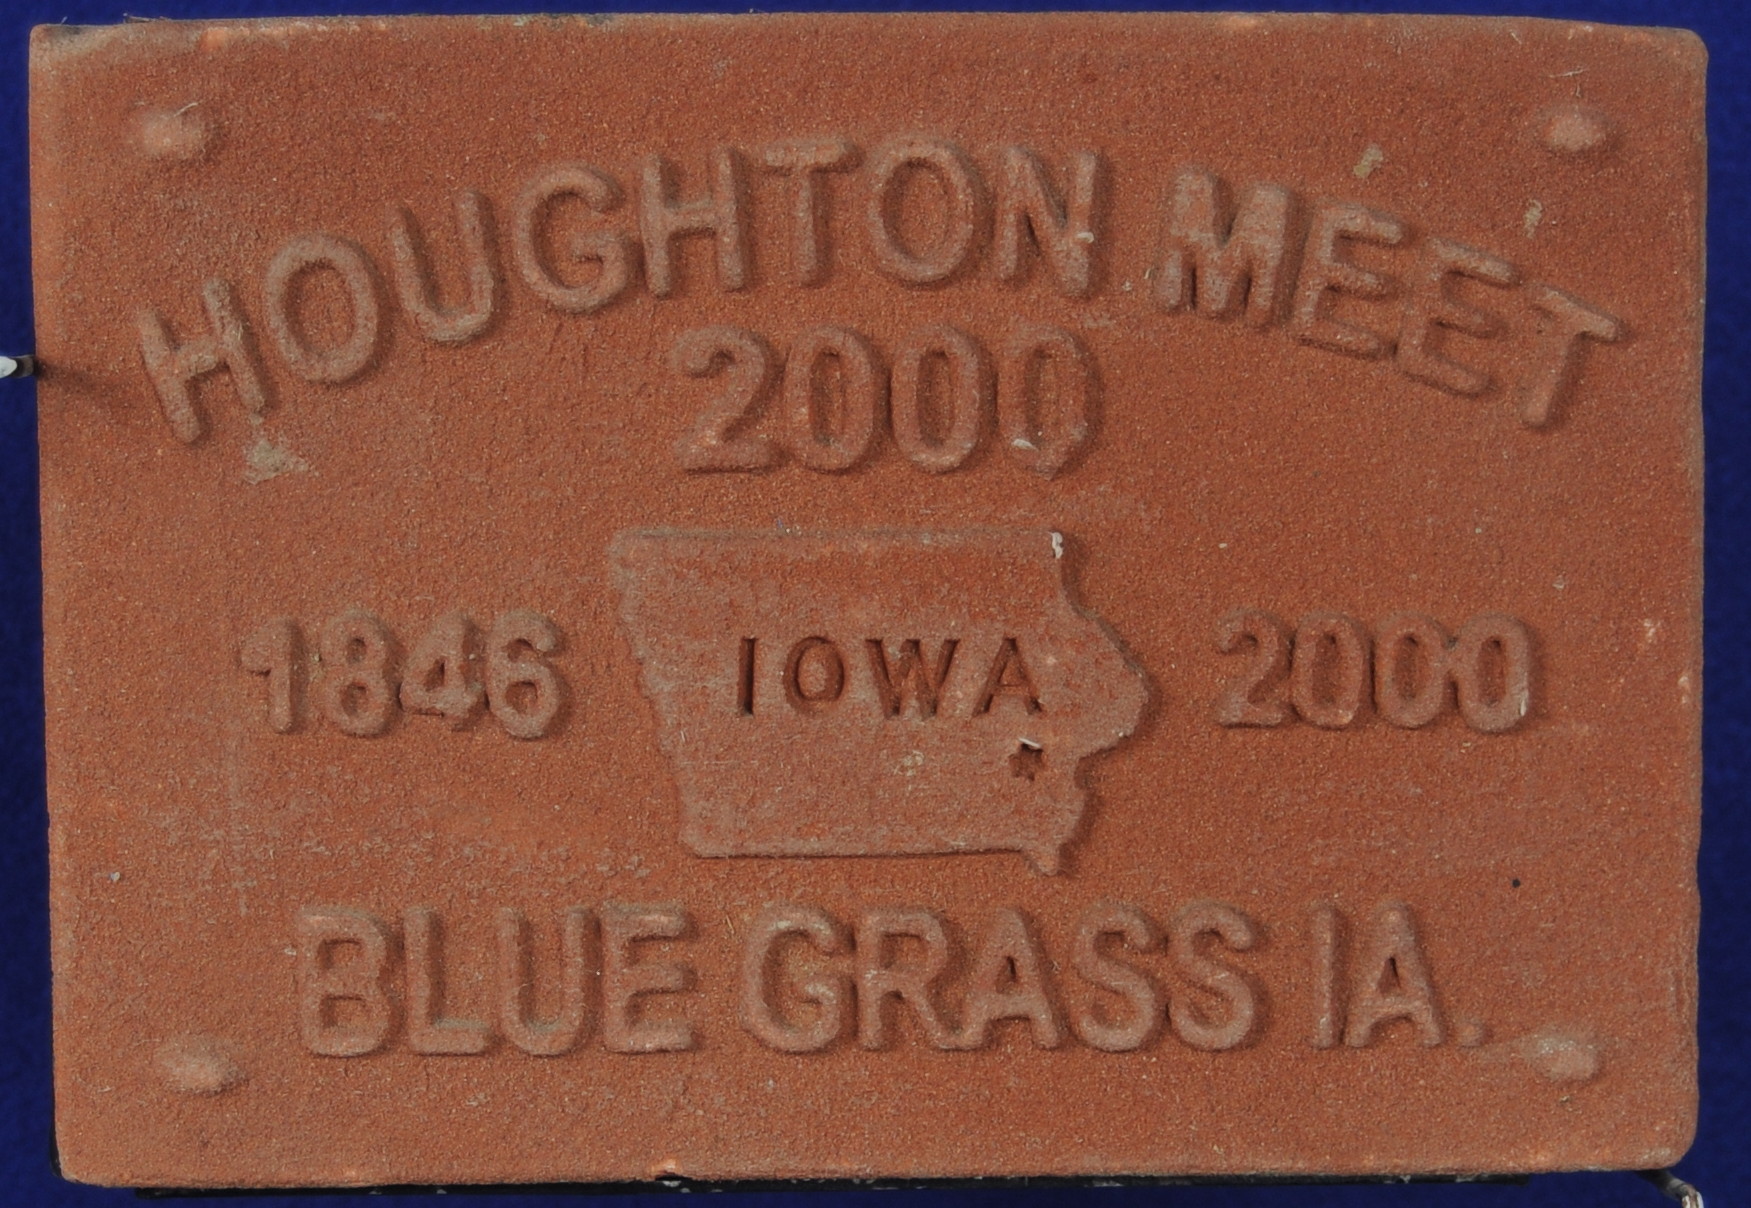 HOUGHTON MEET
2000
1846 IOWA 2000
BLUE GRASS IA.